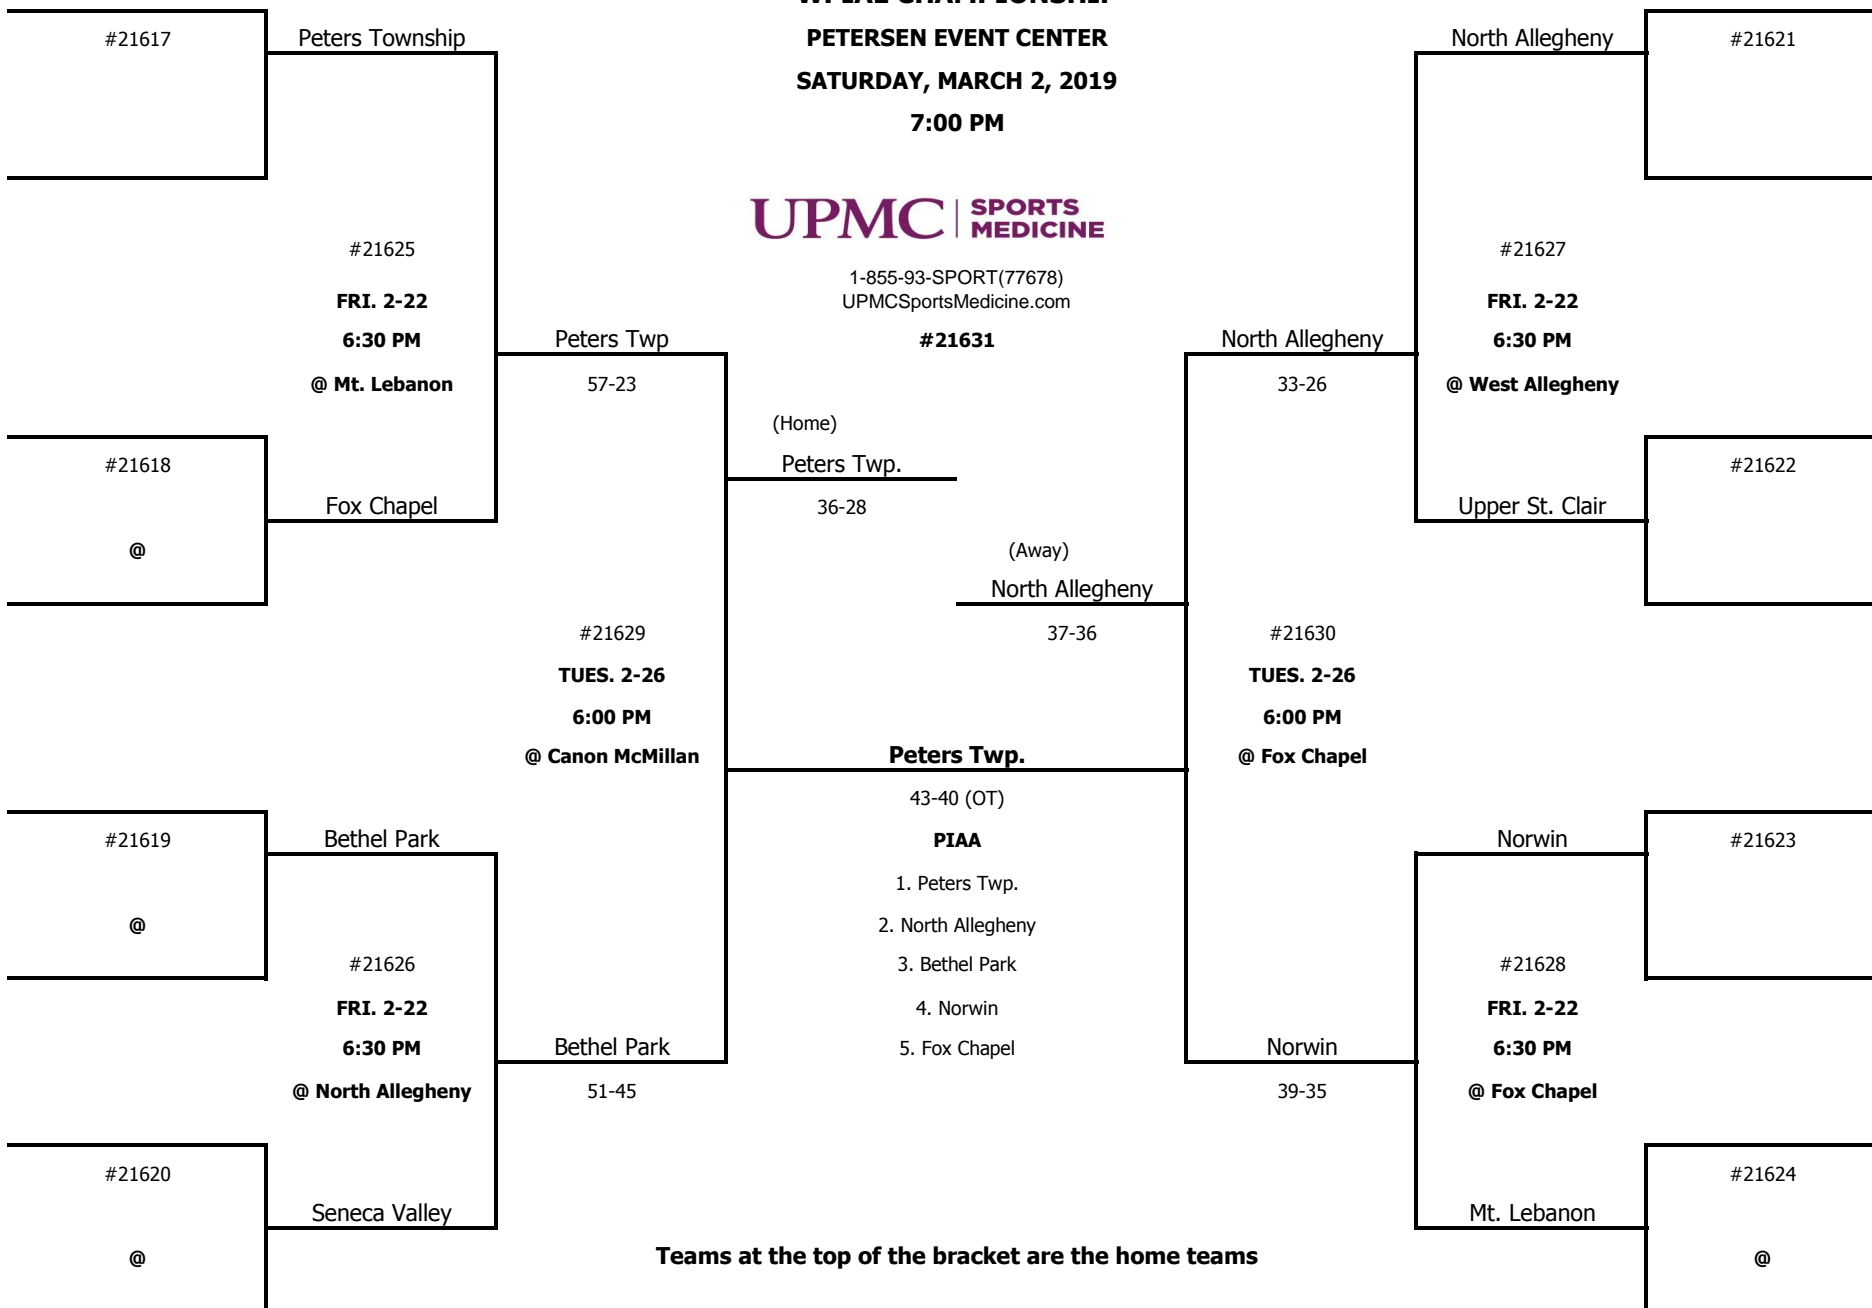 WPIAL CHAMPIONSHIP
PETERSEN EVENT CENTER
SATURDAY, MARCH 2, 2019
7:00 PM
UPMC | SPORTS MEDICINE
1-855-93-SPORT(77678)
UPMCSportsMedicine.com
#21631
#21617
Peters Township
#21625
FRI. 2-22
6:30 PM
@ Mt. Lebanon
#21618
Fox Chapel
@
Peters Twp
57-23
(Home)
Peters Twp.
36-28
#21629
TUES. 2-26
6:00 PM
@ Canon McMillan
#21619
Bethel Park
@
#21626
FRI. 2-22
6:30 PM
@ North Allegheny
Bethel Park
51-45
#21620
Seneca Valley
@
Peters Twp.
43-40 (OT)
PIAA
1. Peters Twp.
2. North Allegheny
3. Bethel Park
4. Norwin
5. Fox Chapel
(Away)
North Allegheny
37-36
North Allegheny
33-26
#21630
TUES. 2-26
6:00 PM
@ Fox Chapel
Norwin
39-35
North Allegheny
#21621
#21627
FRI. 2-22
6:30 PM
@ West Allegheny
#21622
Upper St. Clair
Norwin
#21623
#21628
FRI. 2-22
6:30 PM
@ Fox Chapel
#21624
Mt. Lebanon
@
Teams at the top of the bracket are the home teams